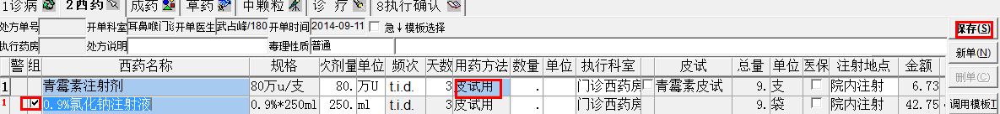 1诊病 2西药 成药 草药 中颗粒 诊 疗 8执行确认
处方单号 开单科室 耳鼻喉门诊 开单医生 武占峰/180 开单时间 2014-09-11 急↓模板选择 保存(S)
执行药房 处方说明 毒理性质 普通 新单(N)
警 组 西药名称 规格 次剂量 单位 频次 天数 用药方法 数量 单位 执行科室 皮试 总量 单位 医保 注射地点 金额 删单(C)
1 青霉素注射剂 80万u/支 80. 万U t.i.d. 3 皮试用 . 门诊西药房 青霉素皮试 9. 支 院内注射 6.73
1 0.9%氯化钠注射液 0.9%*250ml 250. ml t.i.d. 3 皮试用 . 门诊西药房 9. 袋 院内注射 42.75 调用模板